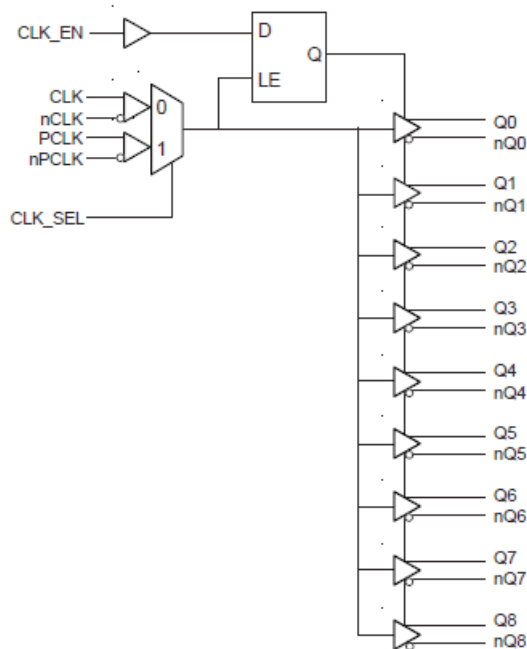 CLK_EN
D
Q
LE
CLK
nCLK
PCLK
nPCLK
0
1
CLK_SEL
Q0
nQ0
Q1
nQ1
Q2
nQ2
Q3
nQ3
Q4
nQ4
Q5
nQ5
Q6
nQ6
Q7
nQ7
Q8
nQ8